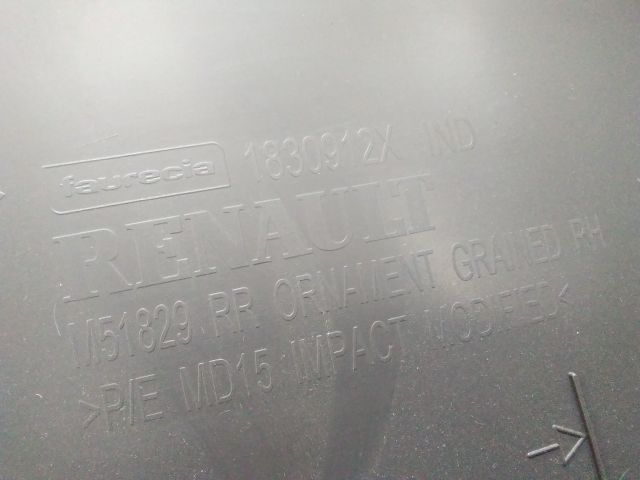 faurecia 1830912X IND
RENAULT
M51829 RR ORNAMENT GRAINED RH
>P/E MD15 IMPACT MODIFIED<